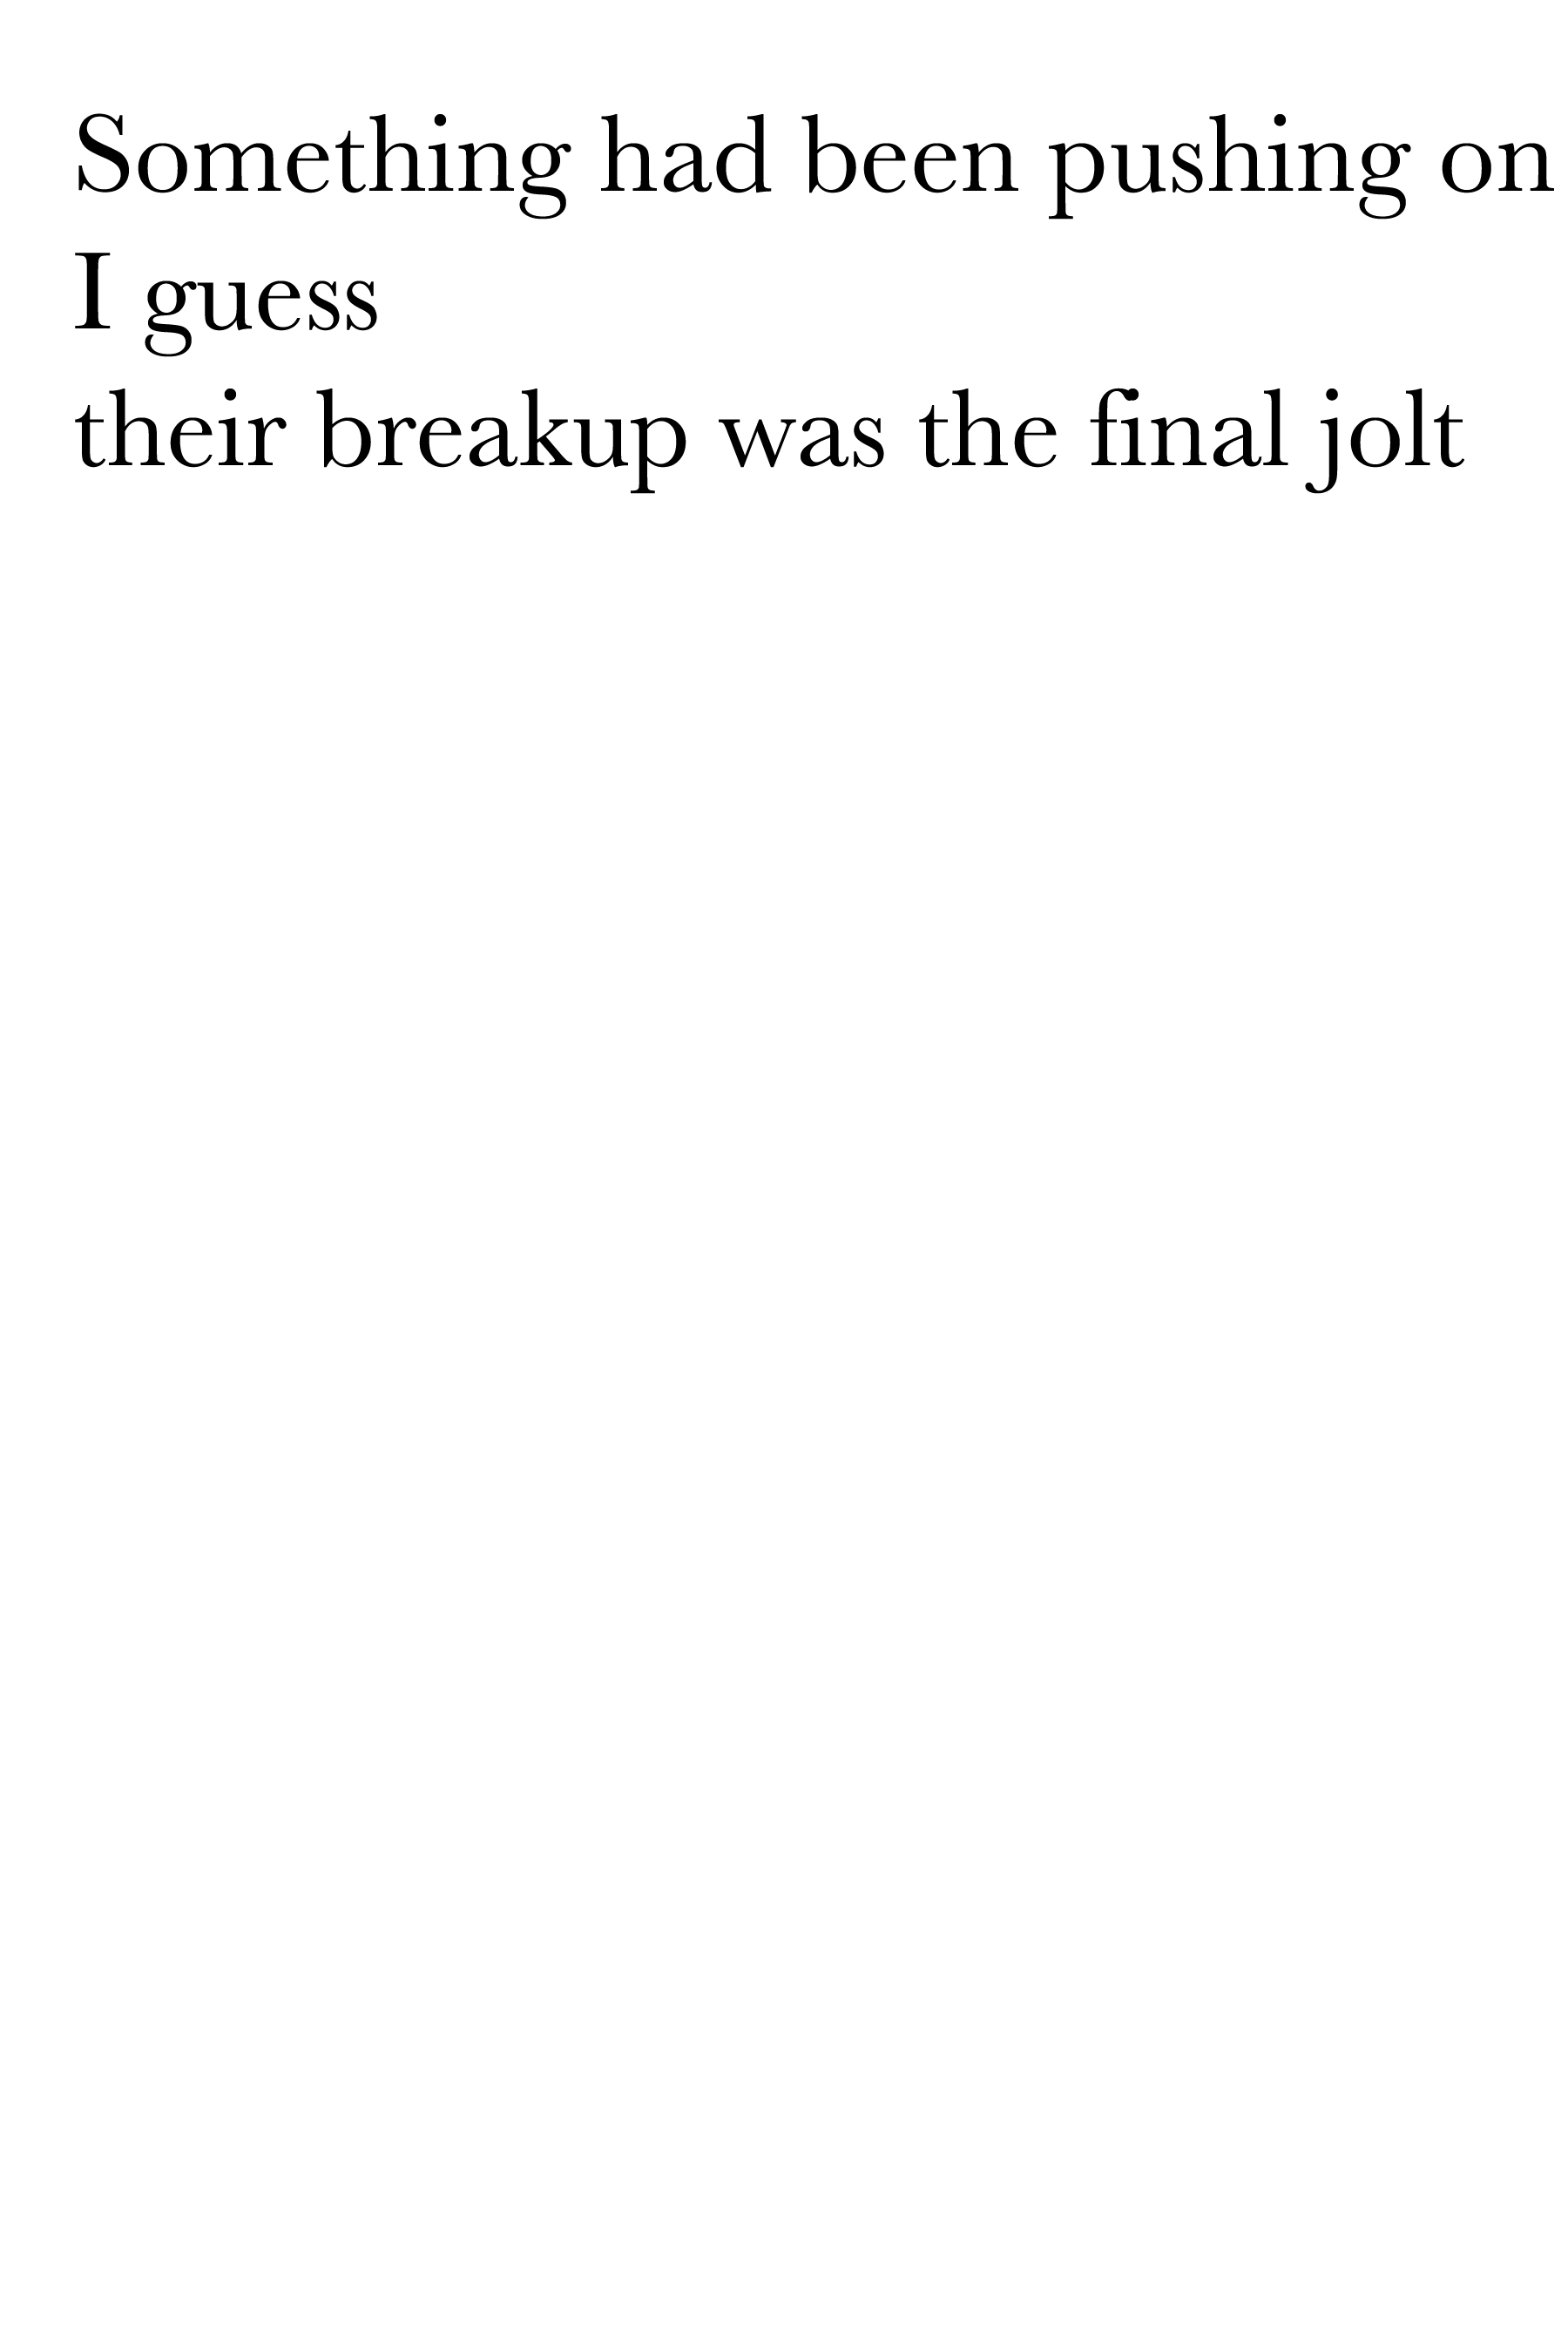 Something had been pushing on
I guess
their breakup was the final jolt